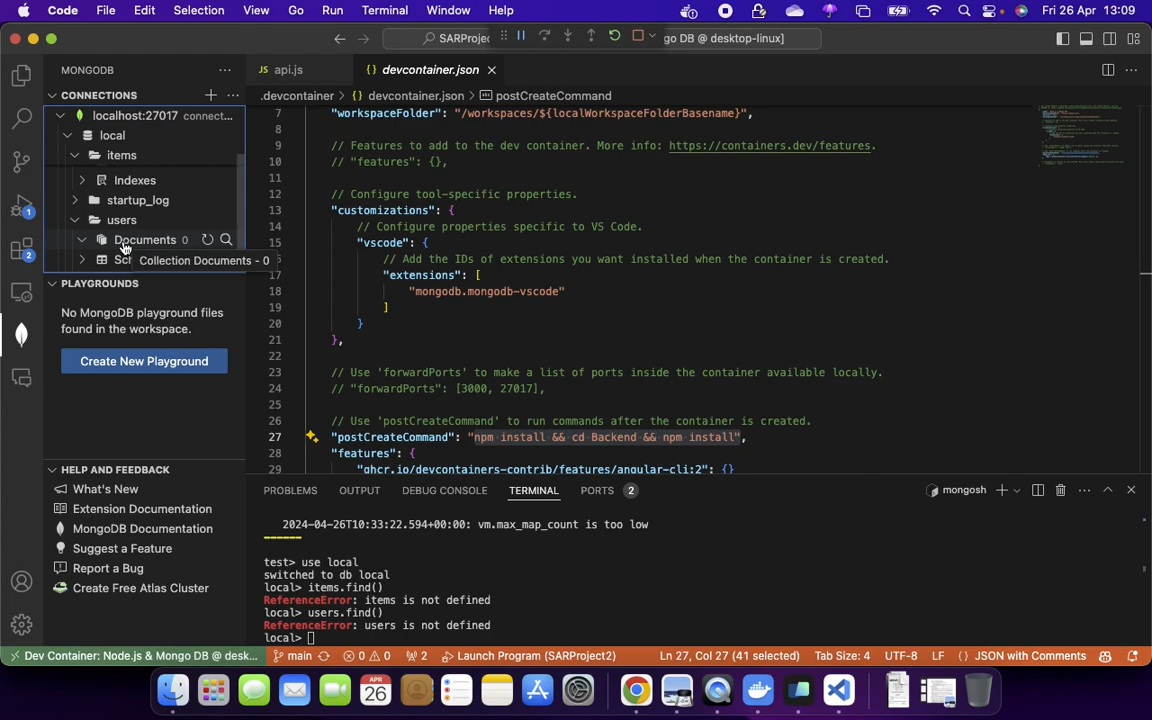 Code File Edit Selection View Go Run Terminal Window Help Fri 26 Apr 13:09
SARProjec go DB @ desktop-linux]
MONGODB
JS api.js {} devcontainer.json
CONNECTIONS
.devcontainer > {} devcontainer.json > postCreateCommand
localhost:27017 connect...
local
items
Indexes
startup_log
users
Documents 0
Collection Documents - 0
PLAYGROUNDS
No MongoDB playground files
found in the workspace.
Create New Playground
HELP AND FEEDBACK
What's New
Extension Documentation
MongoDB Documentation
Suggest a Feature
Report a Bug
Create Free Atlas Cluster
1
2
7 "workspaceFolder": "/workspaces/${localWorkspaceFolderBasename}",
8
9 // Features to add to the dev container. More info: https://containers.dev/features.
10 // "features": {},
11
12 // Configure tool-specific properties.
13 "customizations": {
14 // Configure properties specific to VS Code.
15 "vscode": {
// Add the IDs of extensions you want installed when the container is created.
17 "extensions": [
18 "mongodb.mongodb-vscode"
19 ]
20 }
21 },
22
23 // Use 'forwardPorts' to make a list of ports inside the container available locally.
24 // "forwardPorts": [3000, 27017],
25
26 // Use 'postCreateCommand' to run commands after the container is created.
27 "postCreateCommand": "npm install && cd Backend && npm install",
28 "features": {
29 "ghcr.io/devcontainers-contrib/features/angular-cli:2": {}
PROBLEMS OUTPUT DEBUG CONSOLE TERMINAL PORTS 2 mongosh
2024-04-26T10:33:22.594+00:00: vm.max_map_count is too low
------
test> use local
switched to db local
local> items.find()
ReferenceError: items is not defined
local> users.find()
ReferenceError: users is not defined
local>
Dev Container: Node.js & Mongo DB @ desk... main 0 0 2 Launch Program (SARProject2) Ln 27, Col 27 (41 selected) Tab Size: 4 UTF-8 LF {} JSON with Comments
APR
26